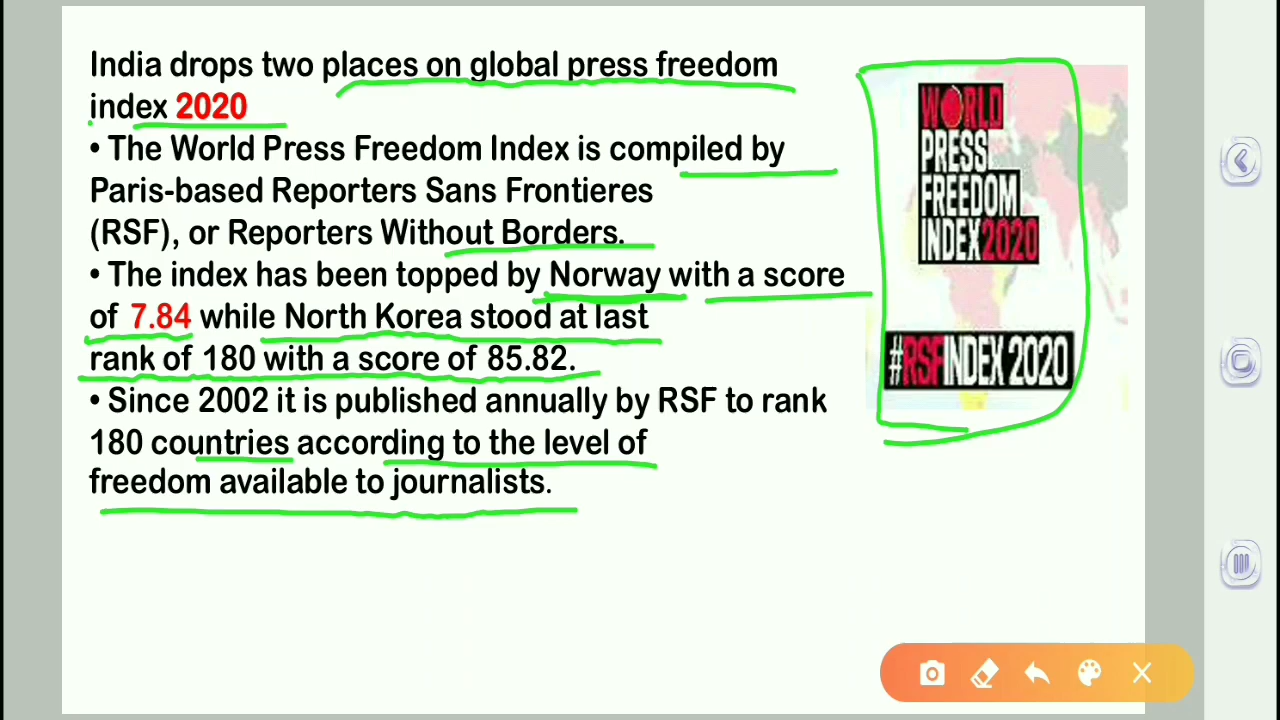 India drops two places on global press freedom
index 2020
• The World Press Freedom Index is compiled by
Paris-based Reporters Sans Frontieres
(RSF), or Reporters Without Borders.
• The index has been topped by Norway with a score
of 7.84 while North Korea stood at last
rank of 180 with a score of 85.82.
• Since 2002 it is published annually by RSF to rank
180 countries according to the level of
freedom available to journalists.
WORLD
PRESS
FREEDOM
INDEX2020
#RSFINDEX 2020